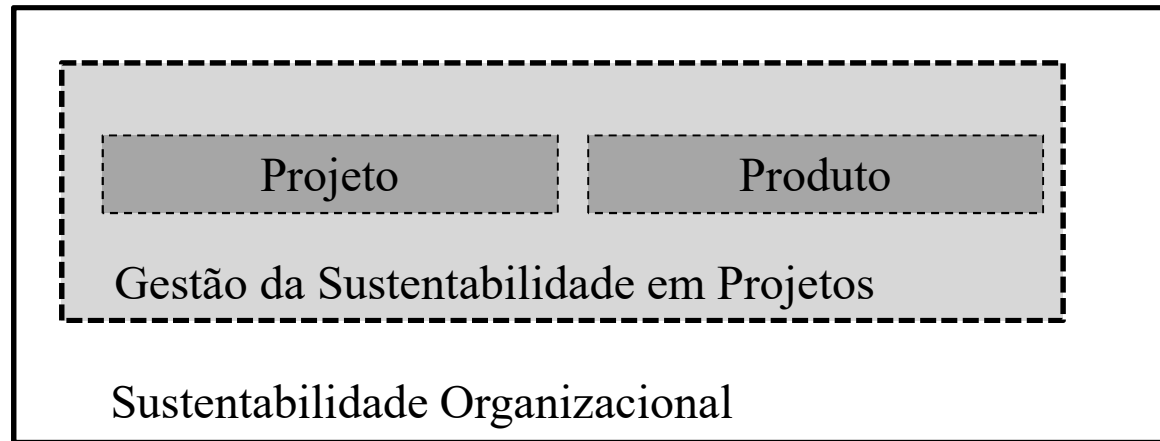 Projeto
Produto
Gestão da Sustentabilidade em Projetos
Sustentabilidade Organizacional